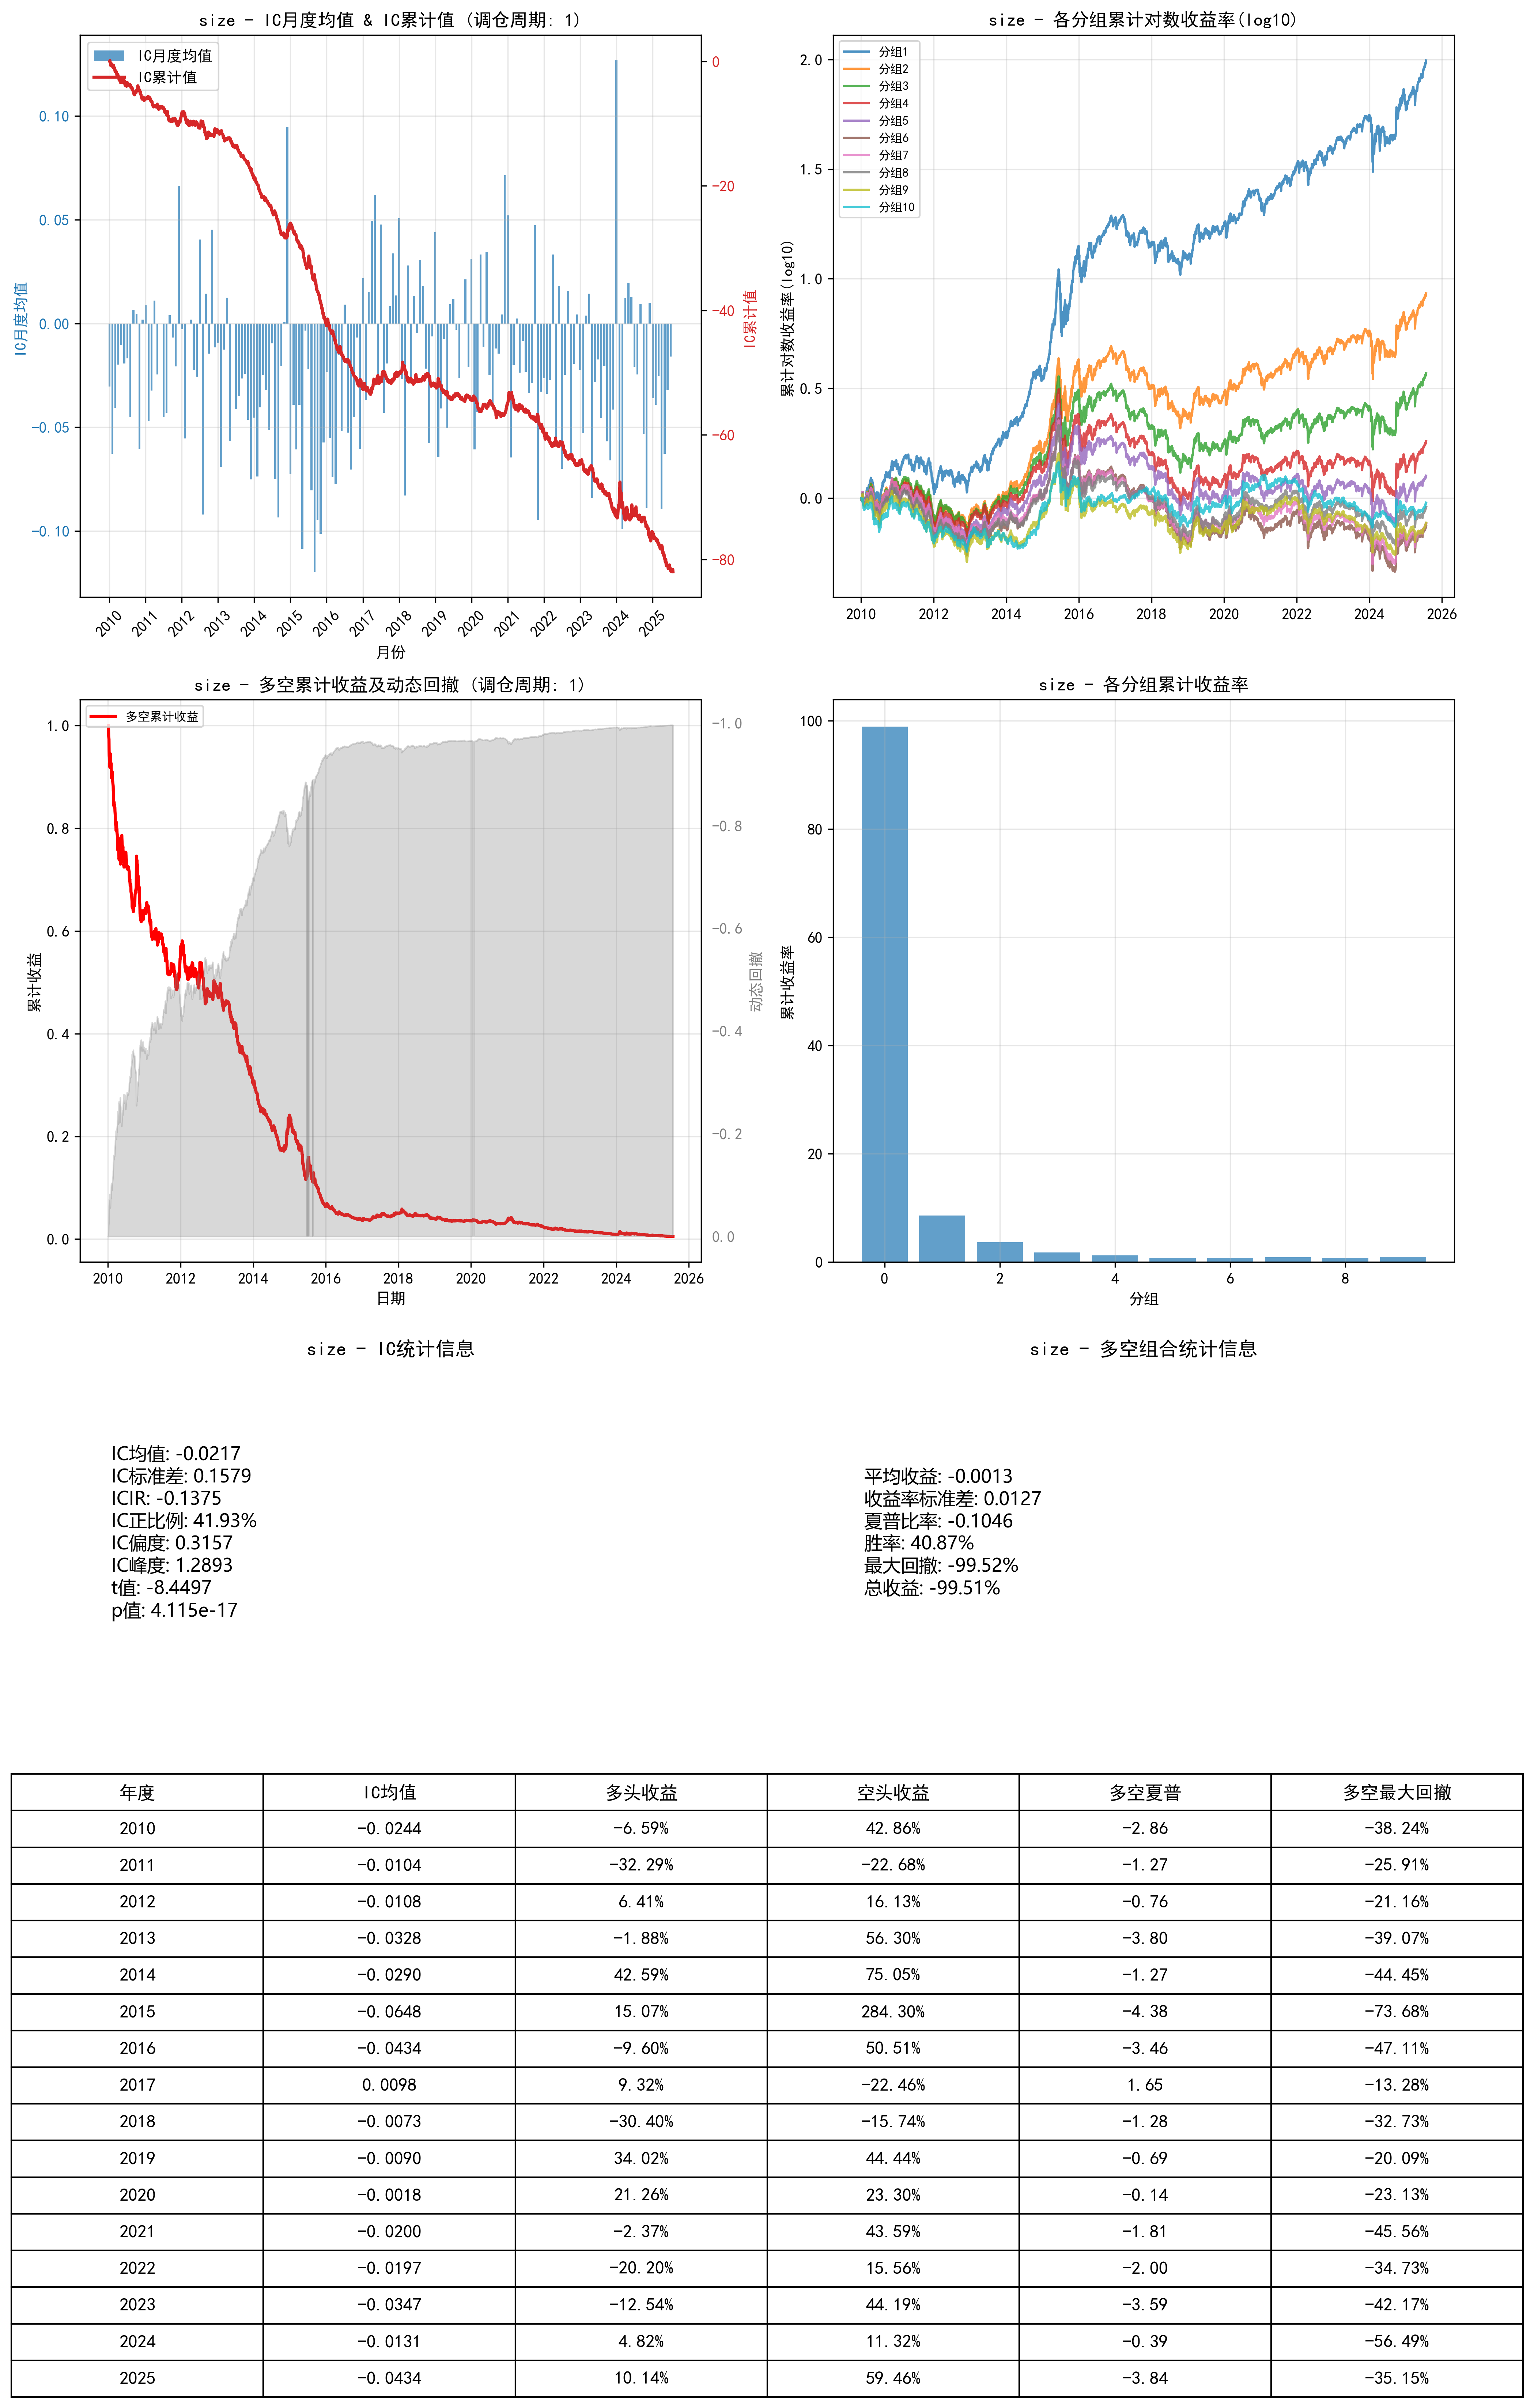 size - IC月度均值 & IC累计值 (调仓周期: 1)
IC月度均值
IC累计值
0.10
0.05
0.00
-0.05
-0.10
IC月度均值
0
-20
-40
-60
-80
IC累计值
2010 2011 2012 2013 2014 2015 2016 2017 2018 2019 2020 2021 2022 2023 2024 2025
月份
size - 各分组累计对数收益率(log10)
分组1
分组2
分组3
分组4
分组5
分组6
分组7
分组8
分组9
分组10
2.0
1.5
1.0
0.5
0.0
累计对数收益率(log10)
2010 2012 2014 2016 2018 2020 2022 2024 2026
size - 多空累计收益及动态回撤 (调仓周期: 1)
多空累计收益
1.0
0.8
0.6
0.4
0.2
0.0
累计收益
-1.0
-0.8
-0.6
-0.4
-0.2
0.0
动态回撤
2010 2012 2014 2016 2018 2020 2022 2024 2026
日期
size - 各分组累计收益率
100
80
60
40
20
0
累计收益率
0 2 4 6 8
分组
size - IC统计信息
IC均值: -0.0217
IC标准差: 0.1579
ICIR: -0.1375
IC正比例: 41.93%
IC偏度: 0.3157
IC峰度: 1.2893
t值: -8.4497
p值: 4.115e-17
size - 多空组合统计信息
平均收益: -0.0013
收益率标准差: 0.0127
夏普比率: -0.1046
胜率: 40.87%
最大回撤: -99.52%
总收益: -99.51%
年度 IC均值 多头收益 空头收益 多空夏普 多空最大回撤
2010 -0.0244 -6.59% 42.86% -2.86 -38.24%
2011 -0.0104 -32.29% -22.68% -1.27 -25.91%
2012 -0.0108 6.41% 16.13% -0.76 -21.16%
2013 -0.0328 -1.88% 56.30% -3.80 -39.07%
2014 -0.0290 42.59% 75.05% -1.27 -44.45%
2015 -0.0648 15.07% 284.30% -4.38 -73.68%
2016 -0.0434 -9.60% 50.51% -3.46 -47.11%
2017 0.0098 9.32% -22.46% 1.65 -13.28%
2018 -0.0073 -30.40% -15.74% -1.28 -32.73%
2019 -0.0090 34.02% 44.44% -0.69 -20.09%
2020 -0.0018 21.26% 23.30% -0.14 -23.13%
2021 -0.0200 -2.37% 43.59% -1.81 -45.56%
2022 -0.0197 -20.20% 15.56% -2.00 -34.73%
2023 -0.0347 -12.54% 44.19% -3.59 -42.17%
2024 -0.0131 4.82% 11.32% -0.39 -56.49%
2025 -0.0434 10.14% 59.46% -3.84 -35.15%